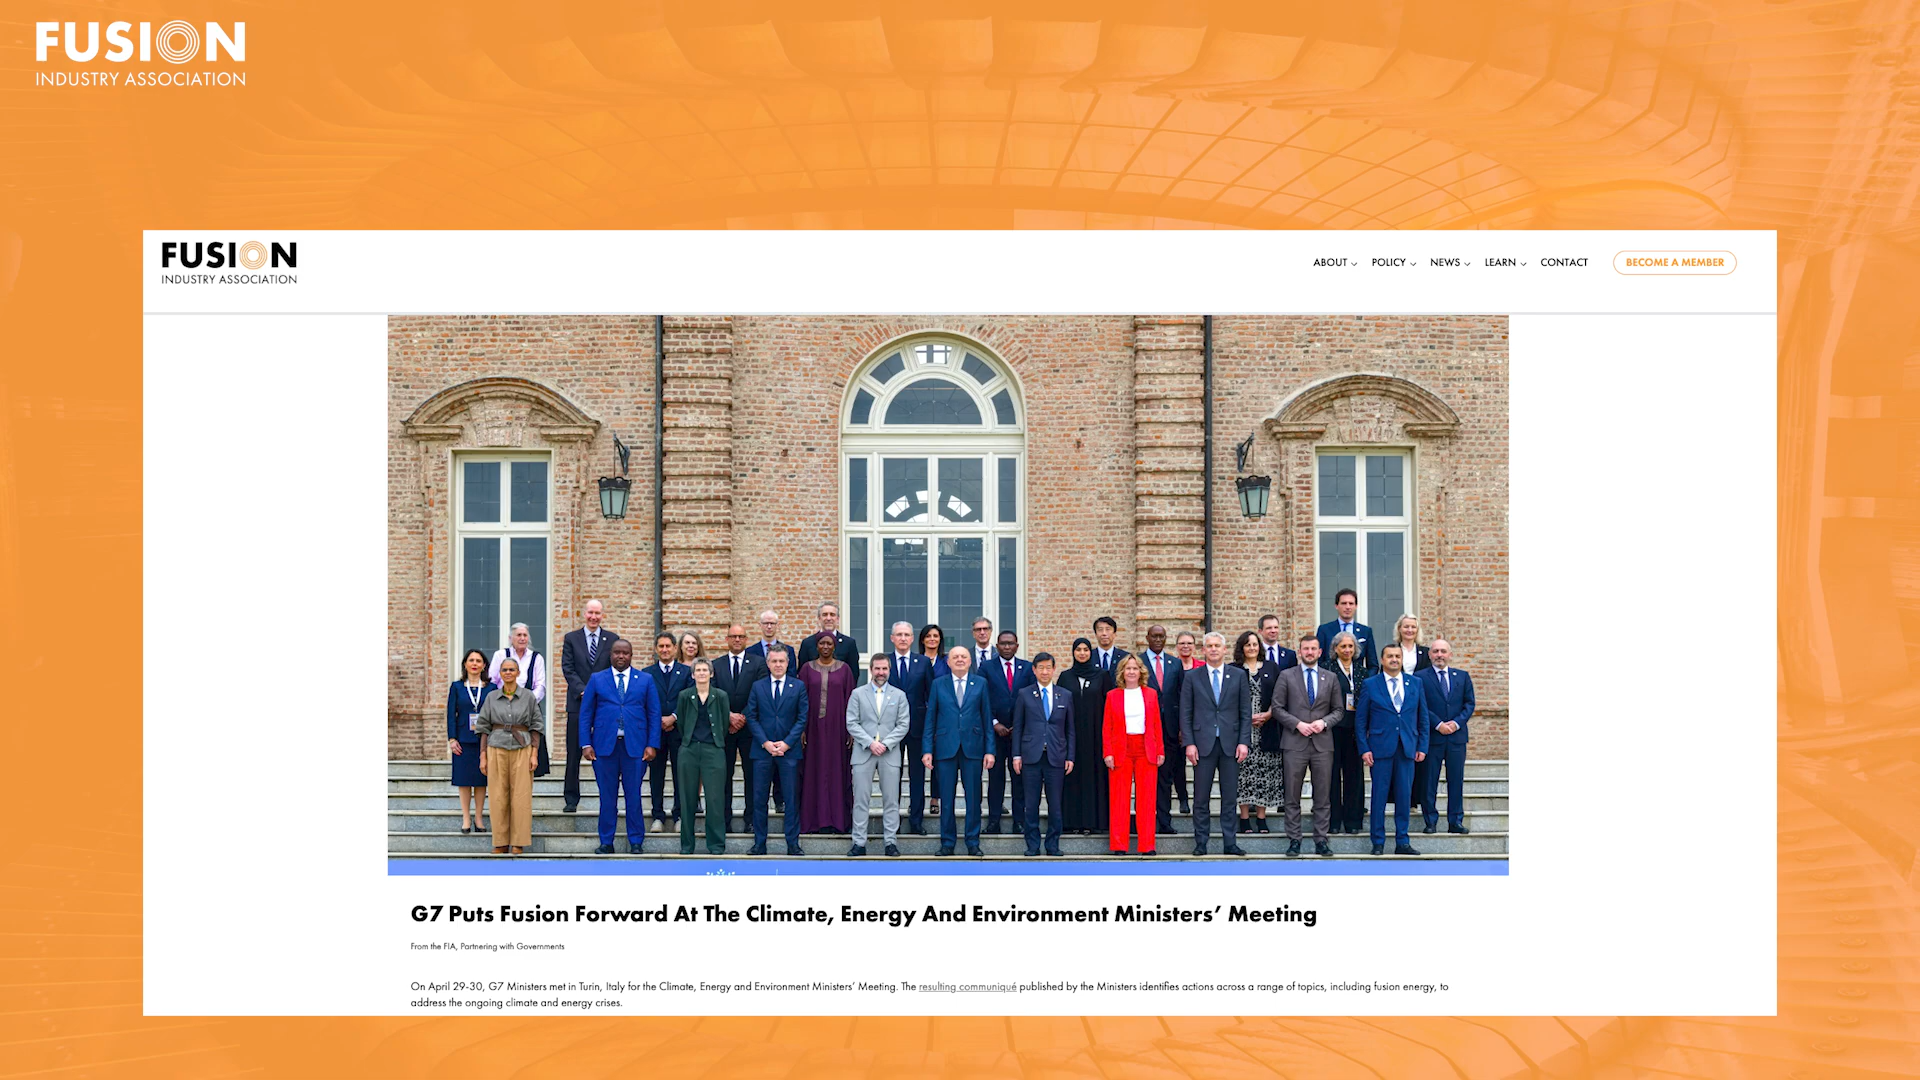 FUSION
INDUSTRY ASSOCIATION
FUSION
INDUSTRY ASSOCIATION
ABOUT POLICY NEWS LEARN CONTACT BECOME A MEMBER
G7 Puts Fusion Forward At The Climate, Energy And Environment Ministers’ Meeting
From the FIA, Partnering with Governments
On April 29-30, G7 Ministers met in Turin, Italy for the Climate, Energy and Environment Ministers’ Meeting. The resulting communiqué published by the Ministers identifies actions across a range of topics, including fusion energy, to
address the ongoing climate and energy crises.